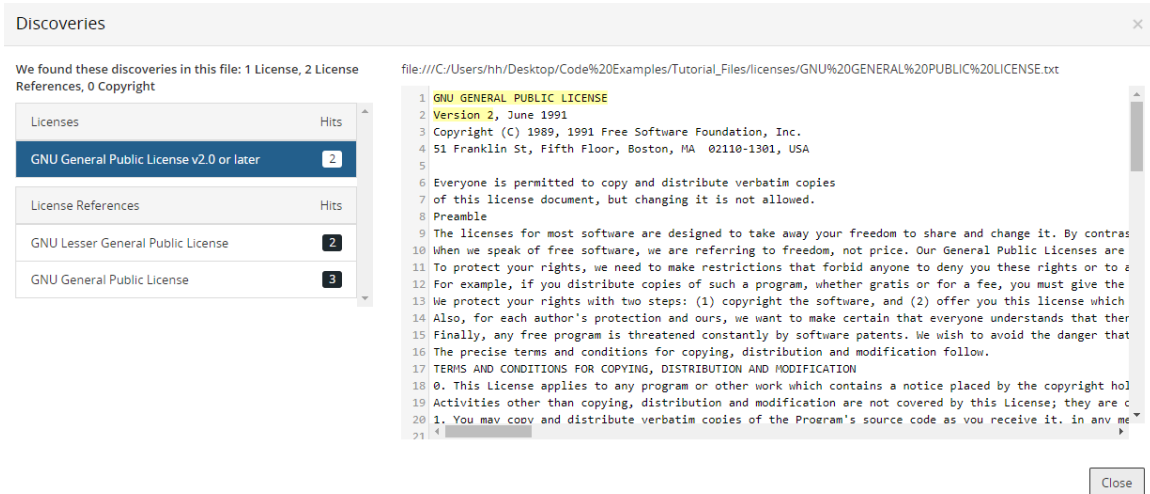 Discoveries
×
We found these discoveries in this file: 1 License, 2 License
References, 0 Copyright
Licenses Hits
GNU General Public License v2.0 or later 2
License References Hits
GNU Lesser General Public License 2
GNU General Public License 3
file:///C:/Users/hh/Desktop/Code%20Examples/Tutorial_Files/licenses/GNU%20GENERAL%20PUBLIC%20LICENSE.txt
1 GNU GENERAL PUBLIC LICENSE
2 Version 2, June 1991
3 Copyright (C) 1989, 1991 Free Software Foundation, Inc.
4 51 Franklin St, Fifth Floor, Boston, MA 02110-1301, USA
5
6 Everyone is permitted to copy and distribute verbatim copies
7 of this license document, but changing it is not allowed.
8 Preamble
9 The licenses for most software are designed to take away your freedom to share and change it. By contras
10 When we speak of free software, we are referring to freedom, not price. Our General Public Licenses are
11 To protect your rights, we need to make restrictions that forbid anyone to deny you these rights or to a
12 For example, if you distribute copies of such a program, whether gratis or for a fee, you must give the
13 We protect your rights with two steps: (1) copyright the software, and (2) offer you this license which
14 Also, for each author's protection and ours, we want to make certain that everyone understands that ther
15 Finally, any free program is threatened constantly by software patents. We wish to avoid the danger that
16 The precise terms and conditions for copying, distribution and modification follow.
17 TERMS AND CONDITIONS FOR COPYING, DISTRIBUTION AND MODIFICATION
18 0. This License applies to any program or other work which contains a notice placed by the copyright hol
19 Activities other than copying, distribution and modification are not covered by this License; they are o
20 1. You may copy and distribute verbatim copies of the Program's source code as you receive it, in any me
21
Close